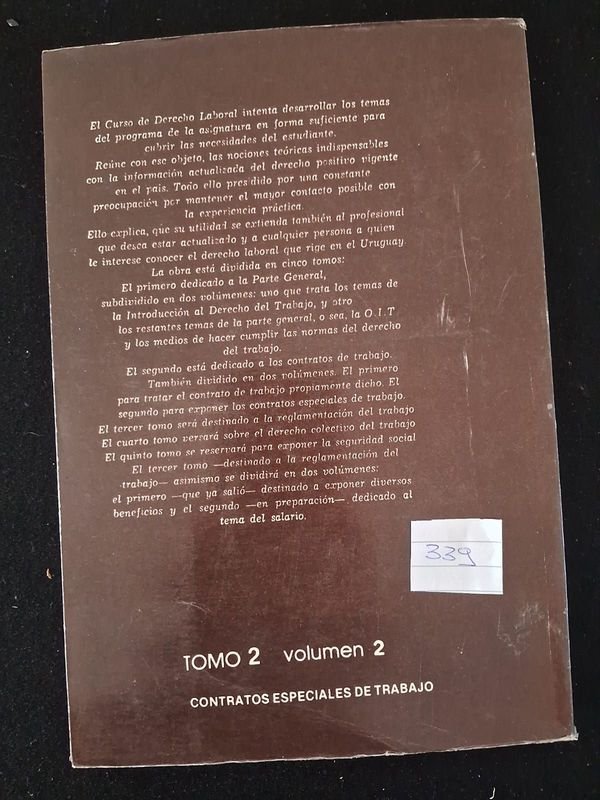 El Curso de Derecho Laboral intenta desarrollar los temas
del programa de la asignatura en forma suficiente para
cubrir las necesidades del estudiante.
Reúne con ese objeto, las nociones teóricas indispensables
con la información actualizada del derecho positivo vigente
en el país. Todo ello presidido por una constante
preocupación por mantener el mayor contacto posible con
la experiencia práctica.
Ello explica, que su utilidad se extienda también al profesional
que desea estar actualizado y a cualquier persona a quien
le interese conocer el derecho laboral que rige en el Uruguay
La obra está dividida en cinco tomos:
El primero dedicado a la Parte General,
subdividido en dos volúmenes: uno que trata los temas de
la Introducción al Derecho del Trabajo, y otro
los restantes temas de la parte general, o sea, la O.I.T
y los medios de hacer cumplir las normas del derecho
del trabajo.
El segundo está dedicado a los contratos de trabajo.
También dividido en dos volúmenes. El primero
para tratar el contrato de trabajo propiamente dicho. El
segundo para exponer los contratos especiales de trabajo.
El tercer tomo será destinado a la reglamentación del trabajo
El cuarto tomo versará sobre el derecho colectivo del trabajo
El quinto tomo se reservará para exponer la seguridad social
El tercer tomo —destinado a la reglamentación del
trabajo— asimismo se dividirá en dos volúmenes:
el primero —que ya salió— destinado a exponer diversos
beneficios y el segundo —en preparación— dedicado al
tema del salario.
339
TOMO 2 volumen 2
CONTRATOS ESPECIALES DE TRABAJO